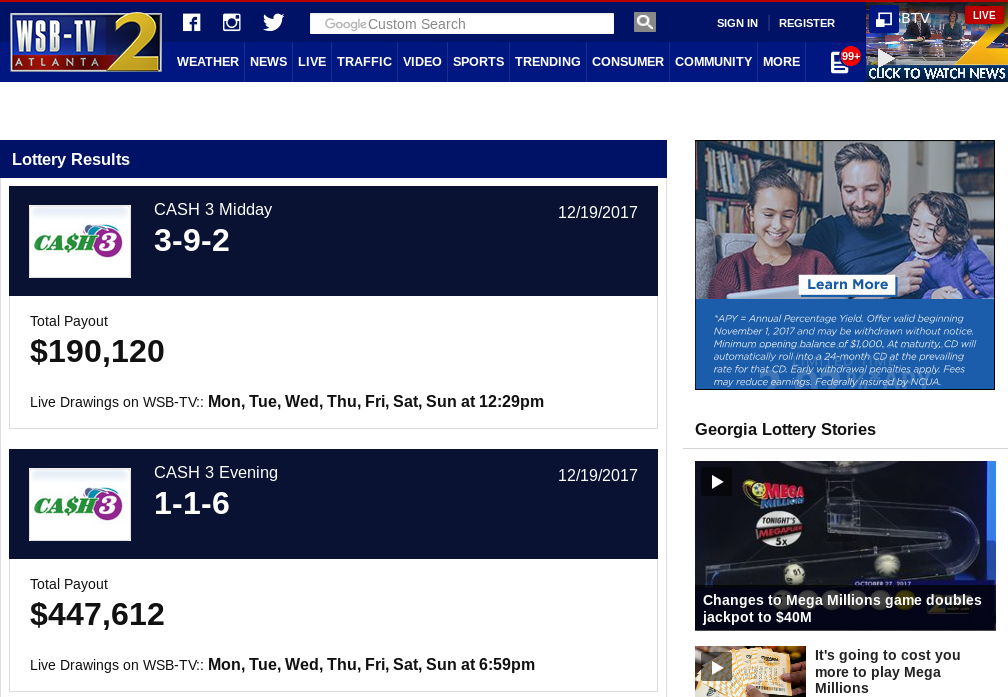 WSB-TV 2
ATLANTA
Google Custom Search
SIGN IN
REGISTER
SBTV
LIVE
WEATHER NEWS LIVE TRAFFIC VIDEO SPORTS TRENDING CONSUMER COMMUNITY MORE
99+
CLICK TO WATCH NEWS
Lottery Results
CASH 3
CASH 3 Midday
12/19/2017
3-9-2
Total Payout
$190,120
Live Drawings on WSB-TV:: Mon, Tue, Wed, Thu, Fri, Sat, Sun at 12:29pm
CASH 3
CASH 3 Evening
12/19/2017
1-1-6
Total Payout
$447,612
Live Drawings on WSB-TV:: Mon, Tue, Wed, Thu, Fri, Sat, Sun at 6:59pm
Learn More
*APY = Annual Percentage Yield. Offer valid beginning
November 1, 2017 and may be withdrawn without notice.
Minimum opening balance of $1,000. At maturity, CD will
automatically roll into a 24-month CD at the prevailing
rate for that CD. Early withdrawal penalties apply. Fees
may reduce earnings. Federally insured by NCUA.
Georgia Lottery Stories
MEGA
MILLIONS
TONIGHT'S
MEGAPLIER
5x
OCTOBER 27, 2017
Changes to Mega Millions game doubles
jackpot to $40M
It's going to cost you
more to play Mega
Millions